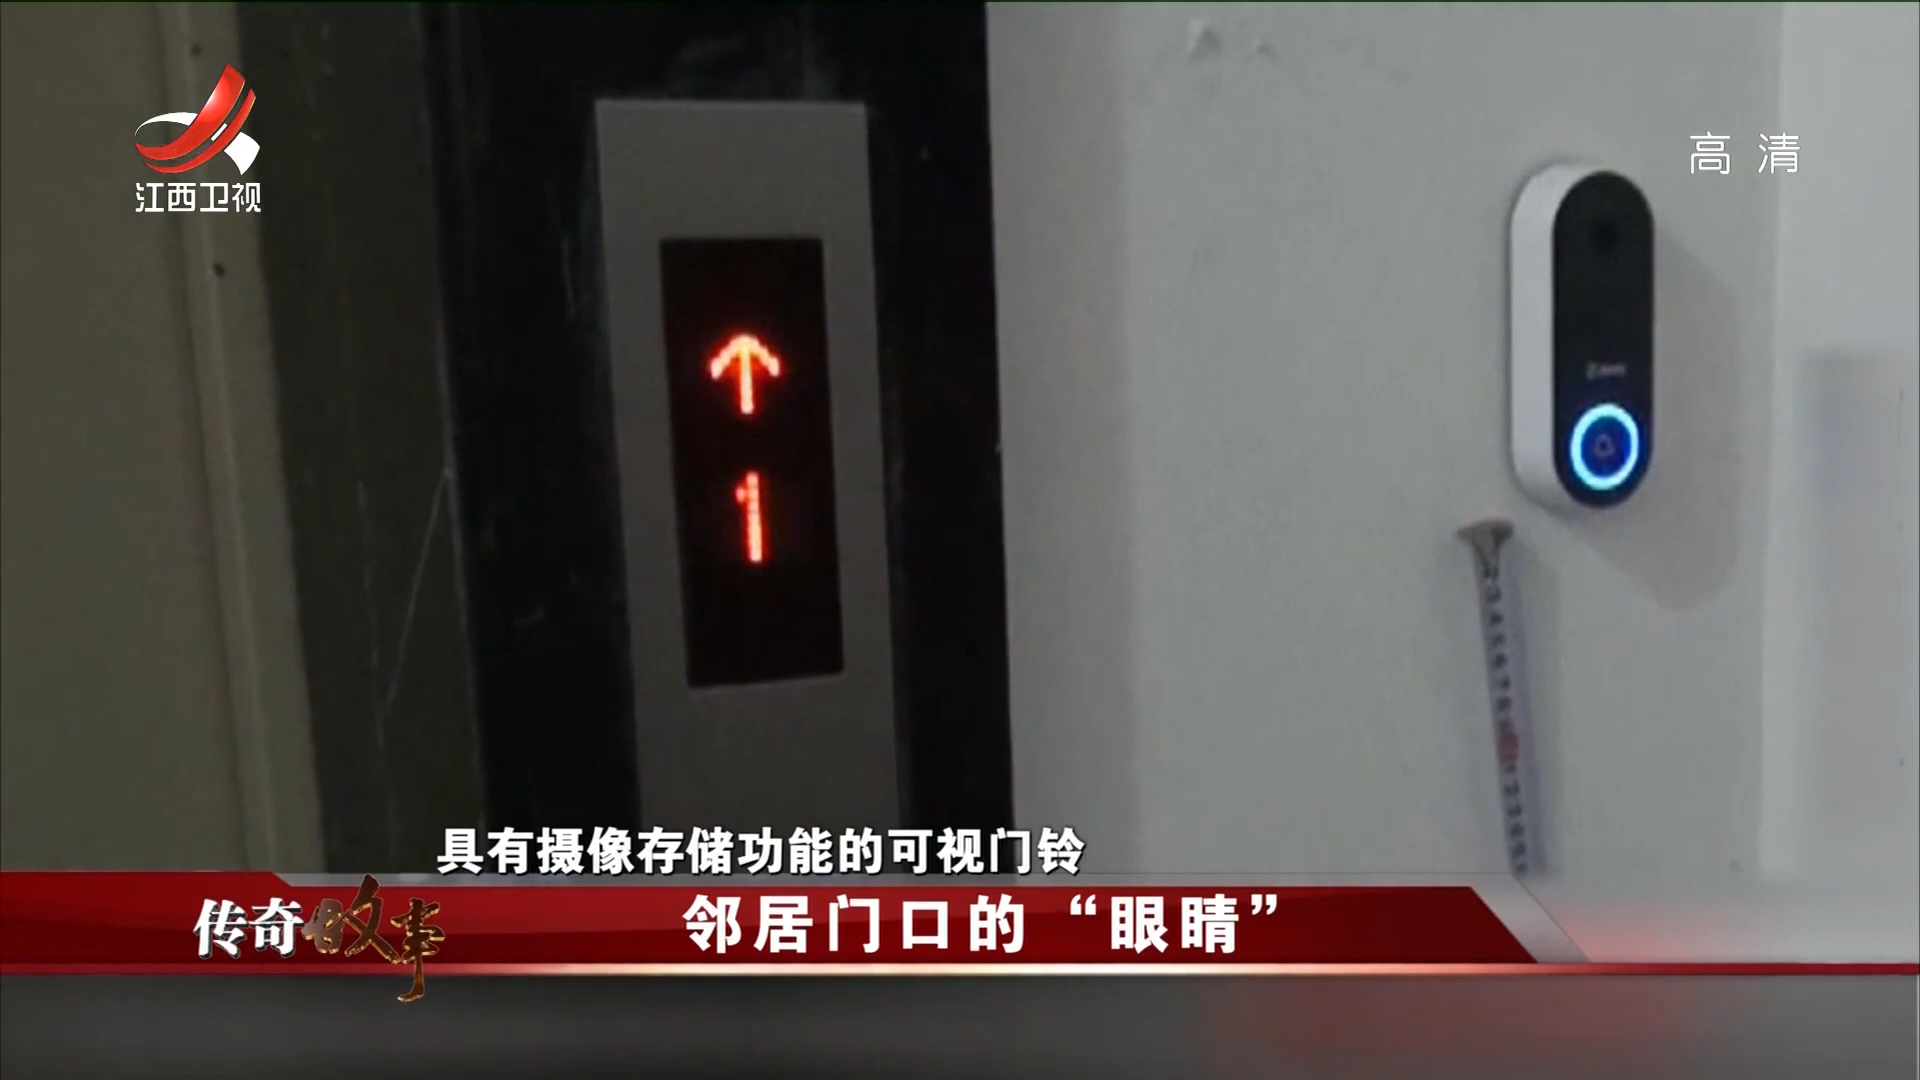 江西卫视
高清
↑
1
具有摄像存储功能的可视门铃
传奇故事
邻居门口的“眼睛”